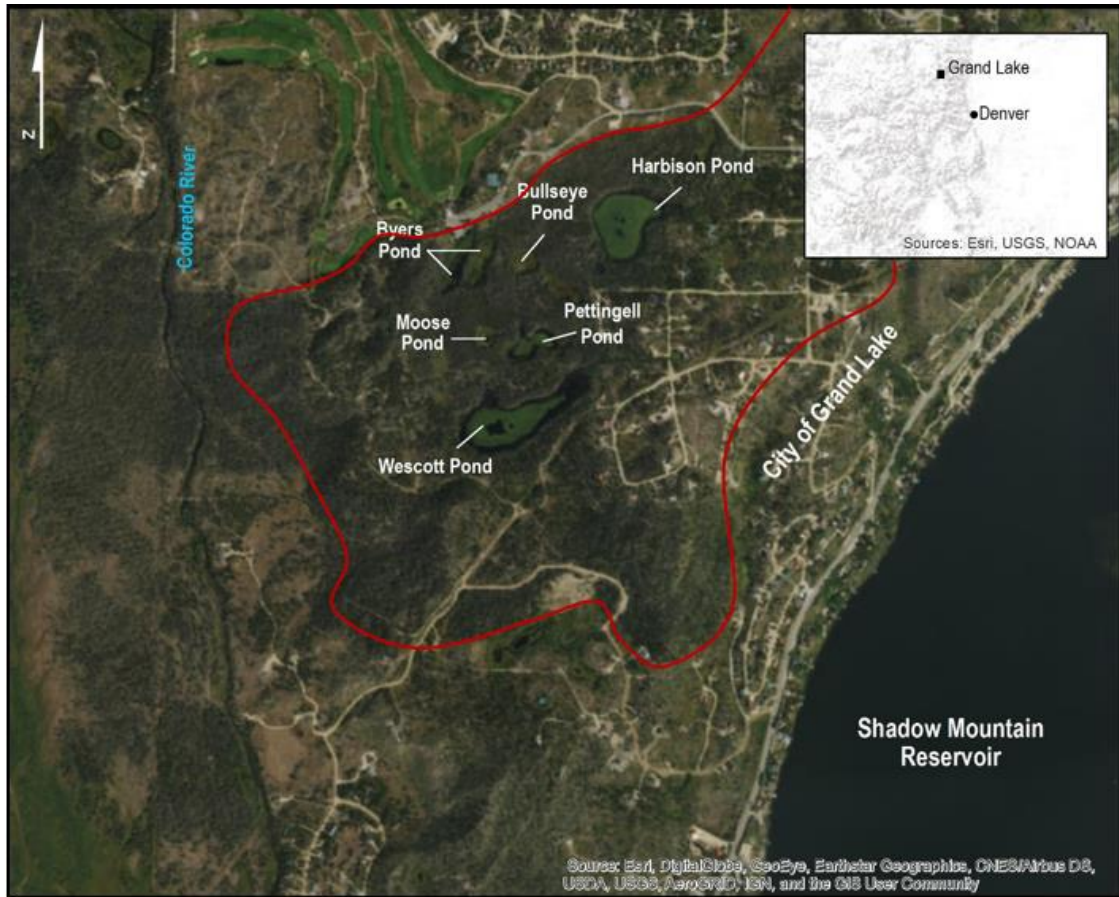 Grand Lake
Denver
Sources: Esri, USGS, NOAA
N
Colorado River
Harbison Pond
Bullseye
Pond
Byers
Pond
Moose
Pond
Pettingell
Pond
Wescott Pond
City of Grand Lake
Shadow Mountain
Reservoir
Source: Esri, DigitalGlobe, GeoEye, Earthstar Geographics, CNES/Airbus DS,
USDA, USGS, AeroGRID, IGN, and the GIS User Community